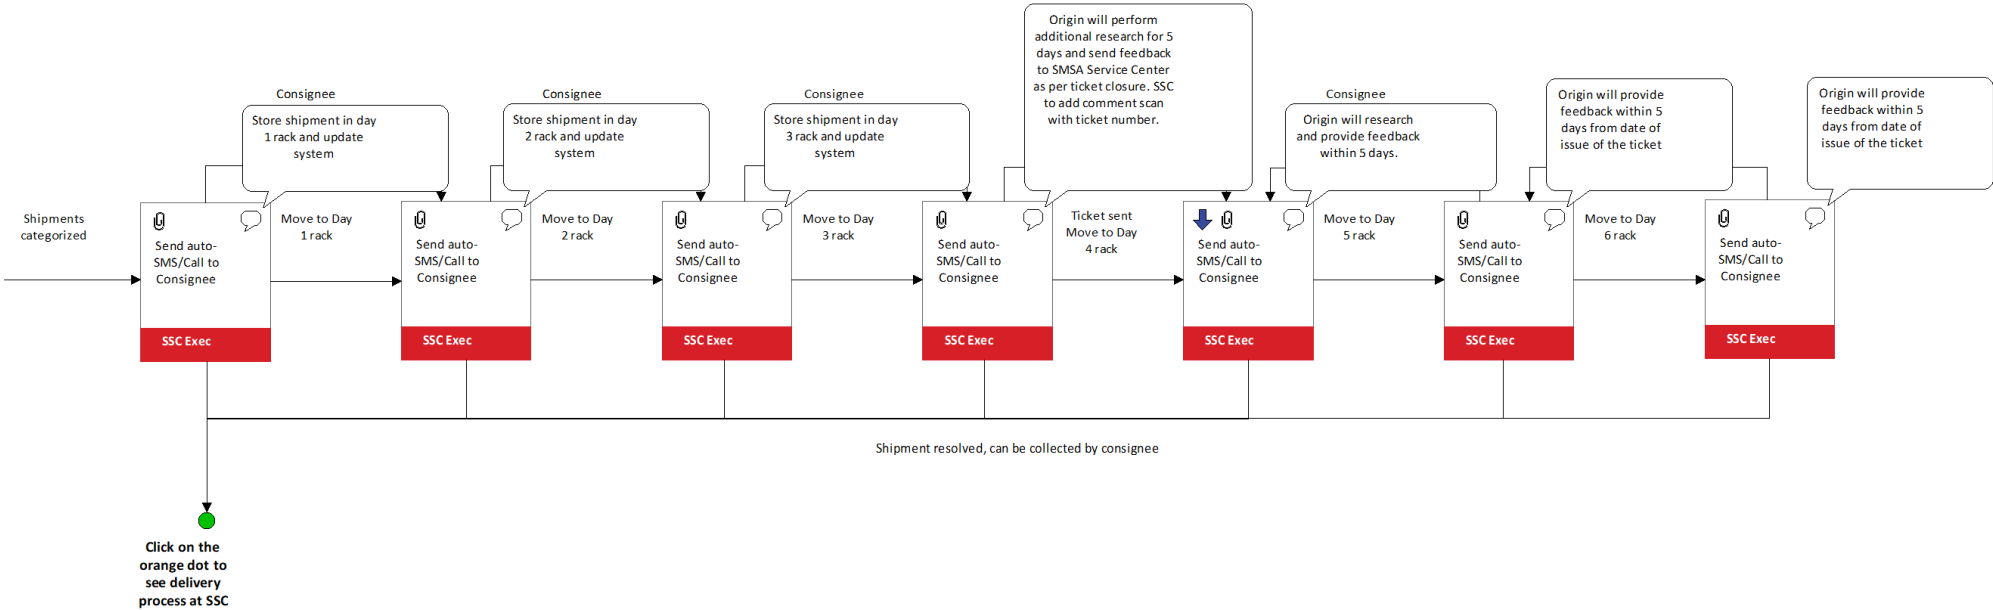 Shipments
categorized
Send auto-
SMS/Call to
Consignee
SSC Exec
Consignee
Store shipment in day
1 rack and update
system
Move to Day
1 rack
Send auto-
SMS/Call to
Consignee
SSC Exec
Consignee
Store shipment in day
2 rack and update
system
Move to Day
2 rack
Send auto-
SMS/Call to
Consignee
SSC Exec
Consignee
Store shipment in day
3 rack and update
system
Move to Day
3 rack
Send auto-
SMS/Call to
Consignee
SSC Exec
Origin will perform
additional research for 5
days and send feedback
to SMSA Service Center
as per ticket closure. SSC
to add comment scan
with ticket number.
Ticket sent
Move to Day
4 rack
Send auto-
SMS/Call to
Consignee
SSC Exec
Consignee
Origin will research
and provide feedback
within 5 days.
Move to Day
5 rack
Send auto-
SMS/Call to
Consignee
SSC Exec
Origin will provide
feedback within 5
days from date of
issue of the ticket
Move to Day
6 rack
Send auto-
SMS/Call to
Consignee
SSC Exec
Origin will provide
feedback within 5
days from date of
issue of the ticket
Shipment resolved, can be collected by consignee
Click on the
orange dot to
see delivery
process at SSC